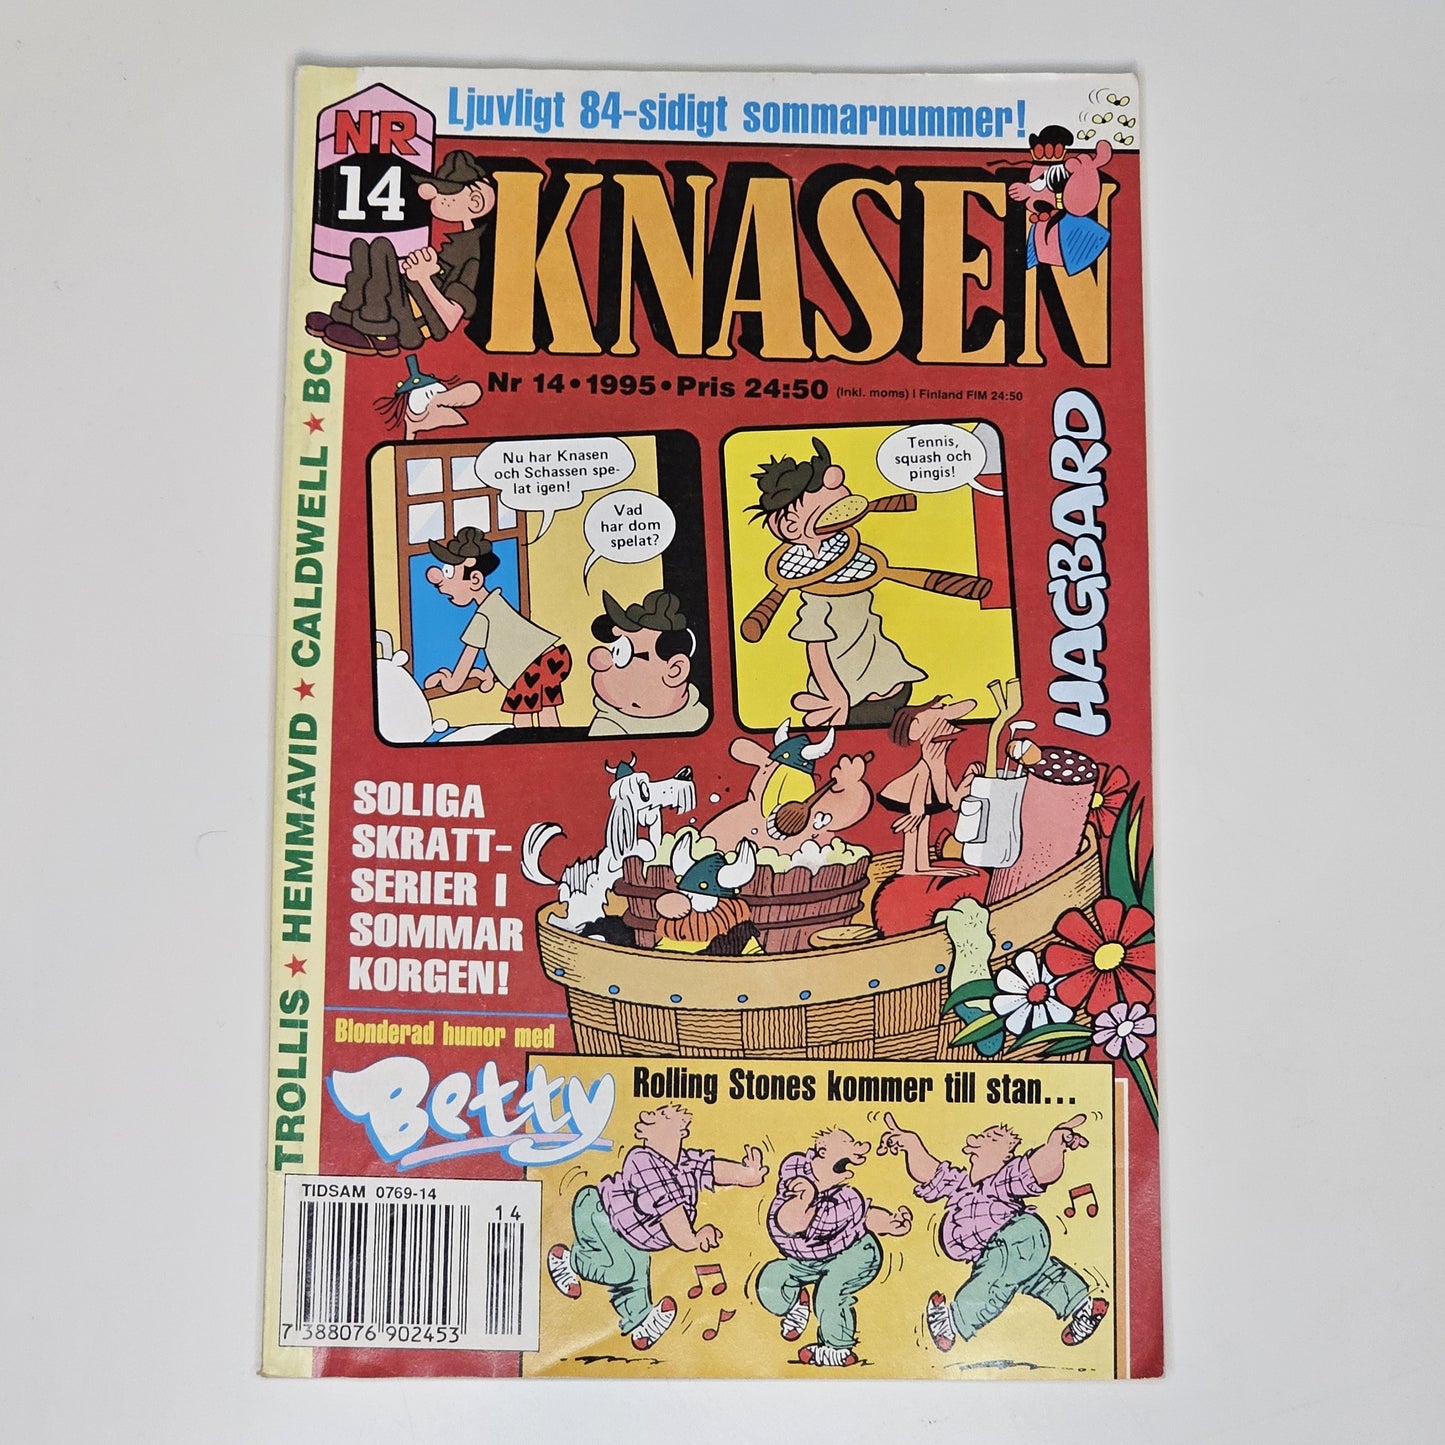 Ljuvligt 84-sidigt sommarnummer!
NR
14
KNASEN
Nr 14 • 1995 • Pris 24:50 (Inkl. moms) I Finland FIM 24:50
TROLLIS ★ HEMMAVID ★ CALDWELL ★ BC
HAGBARD
Nu har Knasen
och Schassen spe-
lat igen!
Vad
har dom
spelat?
Tennis,
squash och
pingis!
SOLIGA
SKRATT-
SERIER I
SOMMAR
KORGEN!
Blonderad humor med
Betty
Rolling Stones kommer till stan...
TIDSAM 0769-14
14
7 388076 902453